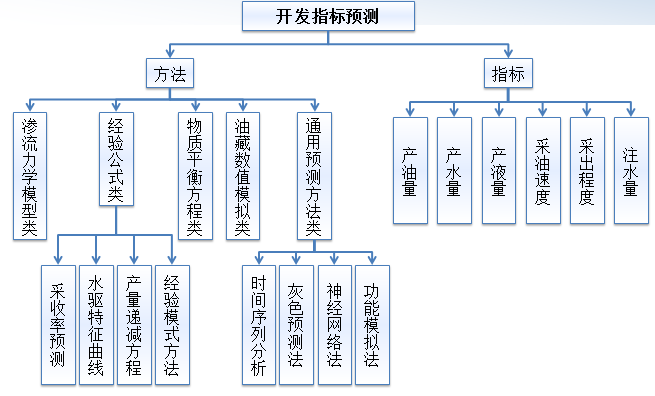 开发指标预测
方法
指标
渗流力学模型类
经验公式类
物质平衡方程类
油藏数值模拟类
通用预测方法类
产油量
产水量
产液量
采油速度
采出程度
注水量
采收率预测
水驱特征曲线
产量递减方程
经验模式方法
时间序列分析
灰色预测法
神经网络法
功能模拟法